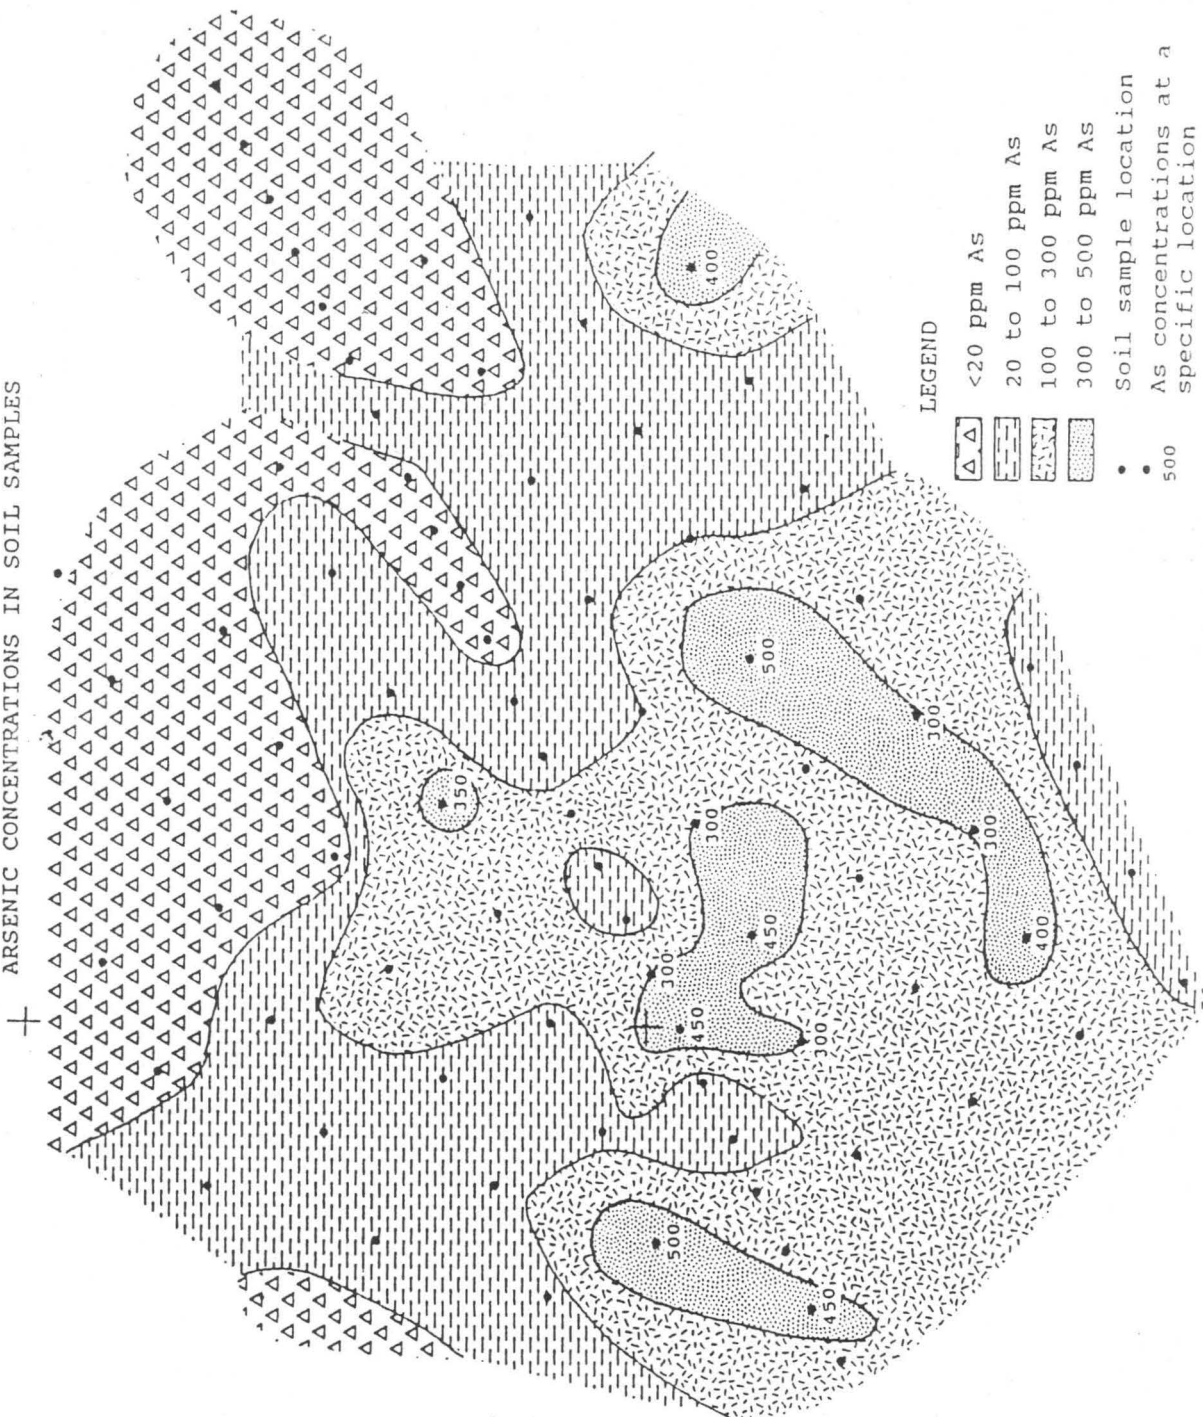 ARSENIC CONCENTRATIONS IN SOIL SAMPLES
350
300
300
450
450
300
500
300
300
400
500
450
400
LEGEND
<20 ppm As
20 to 100 ppm As
100 to 300 ppm As
300 to 500 ppm As
Soil sample location
500 As concentrations at a
specific location